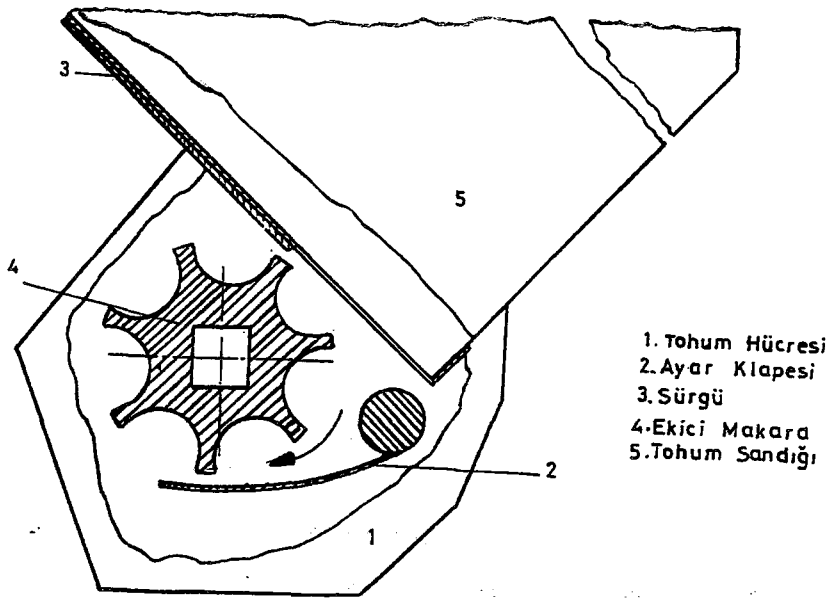 3
5
4
2
1
1. Tohum Hücresi
2. Ayar Klapesi
3. Sürgü
4. Ekici Makara
5. Tohum Sandığı